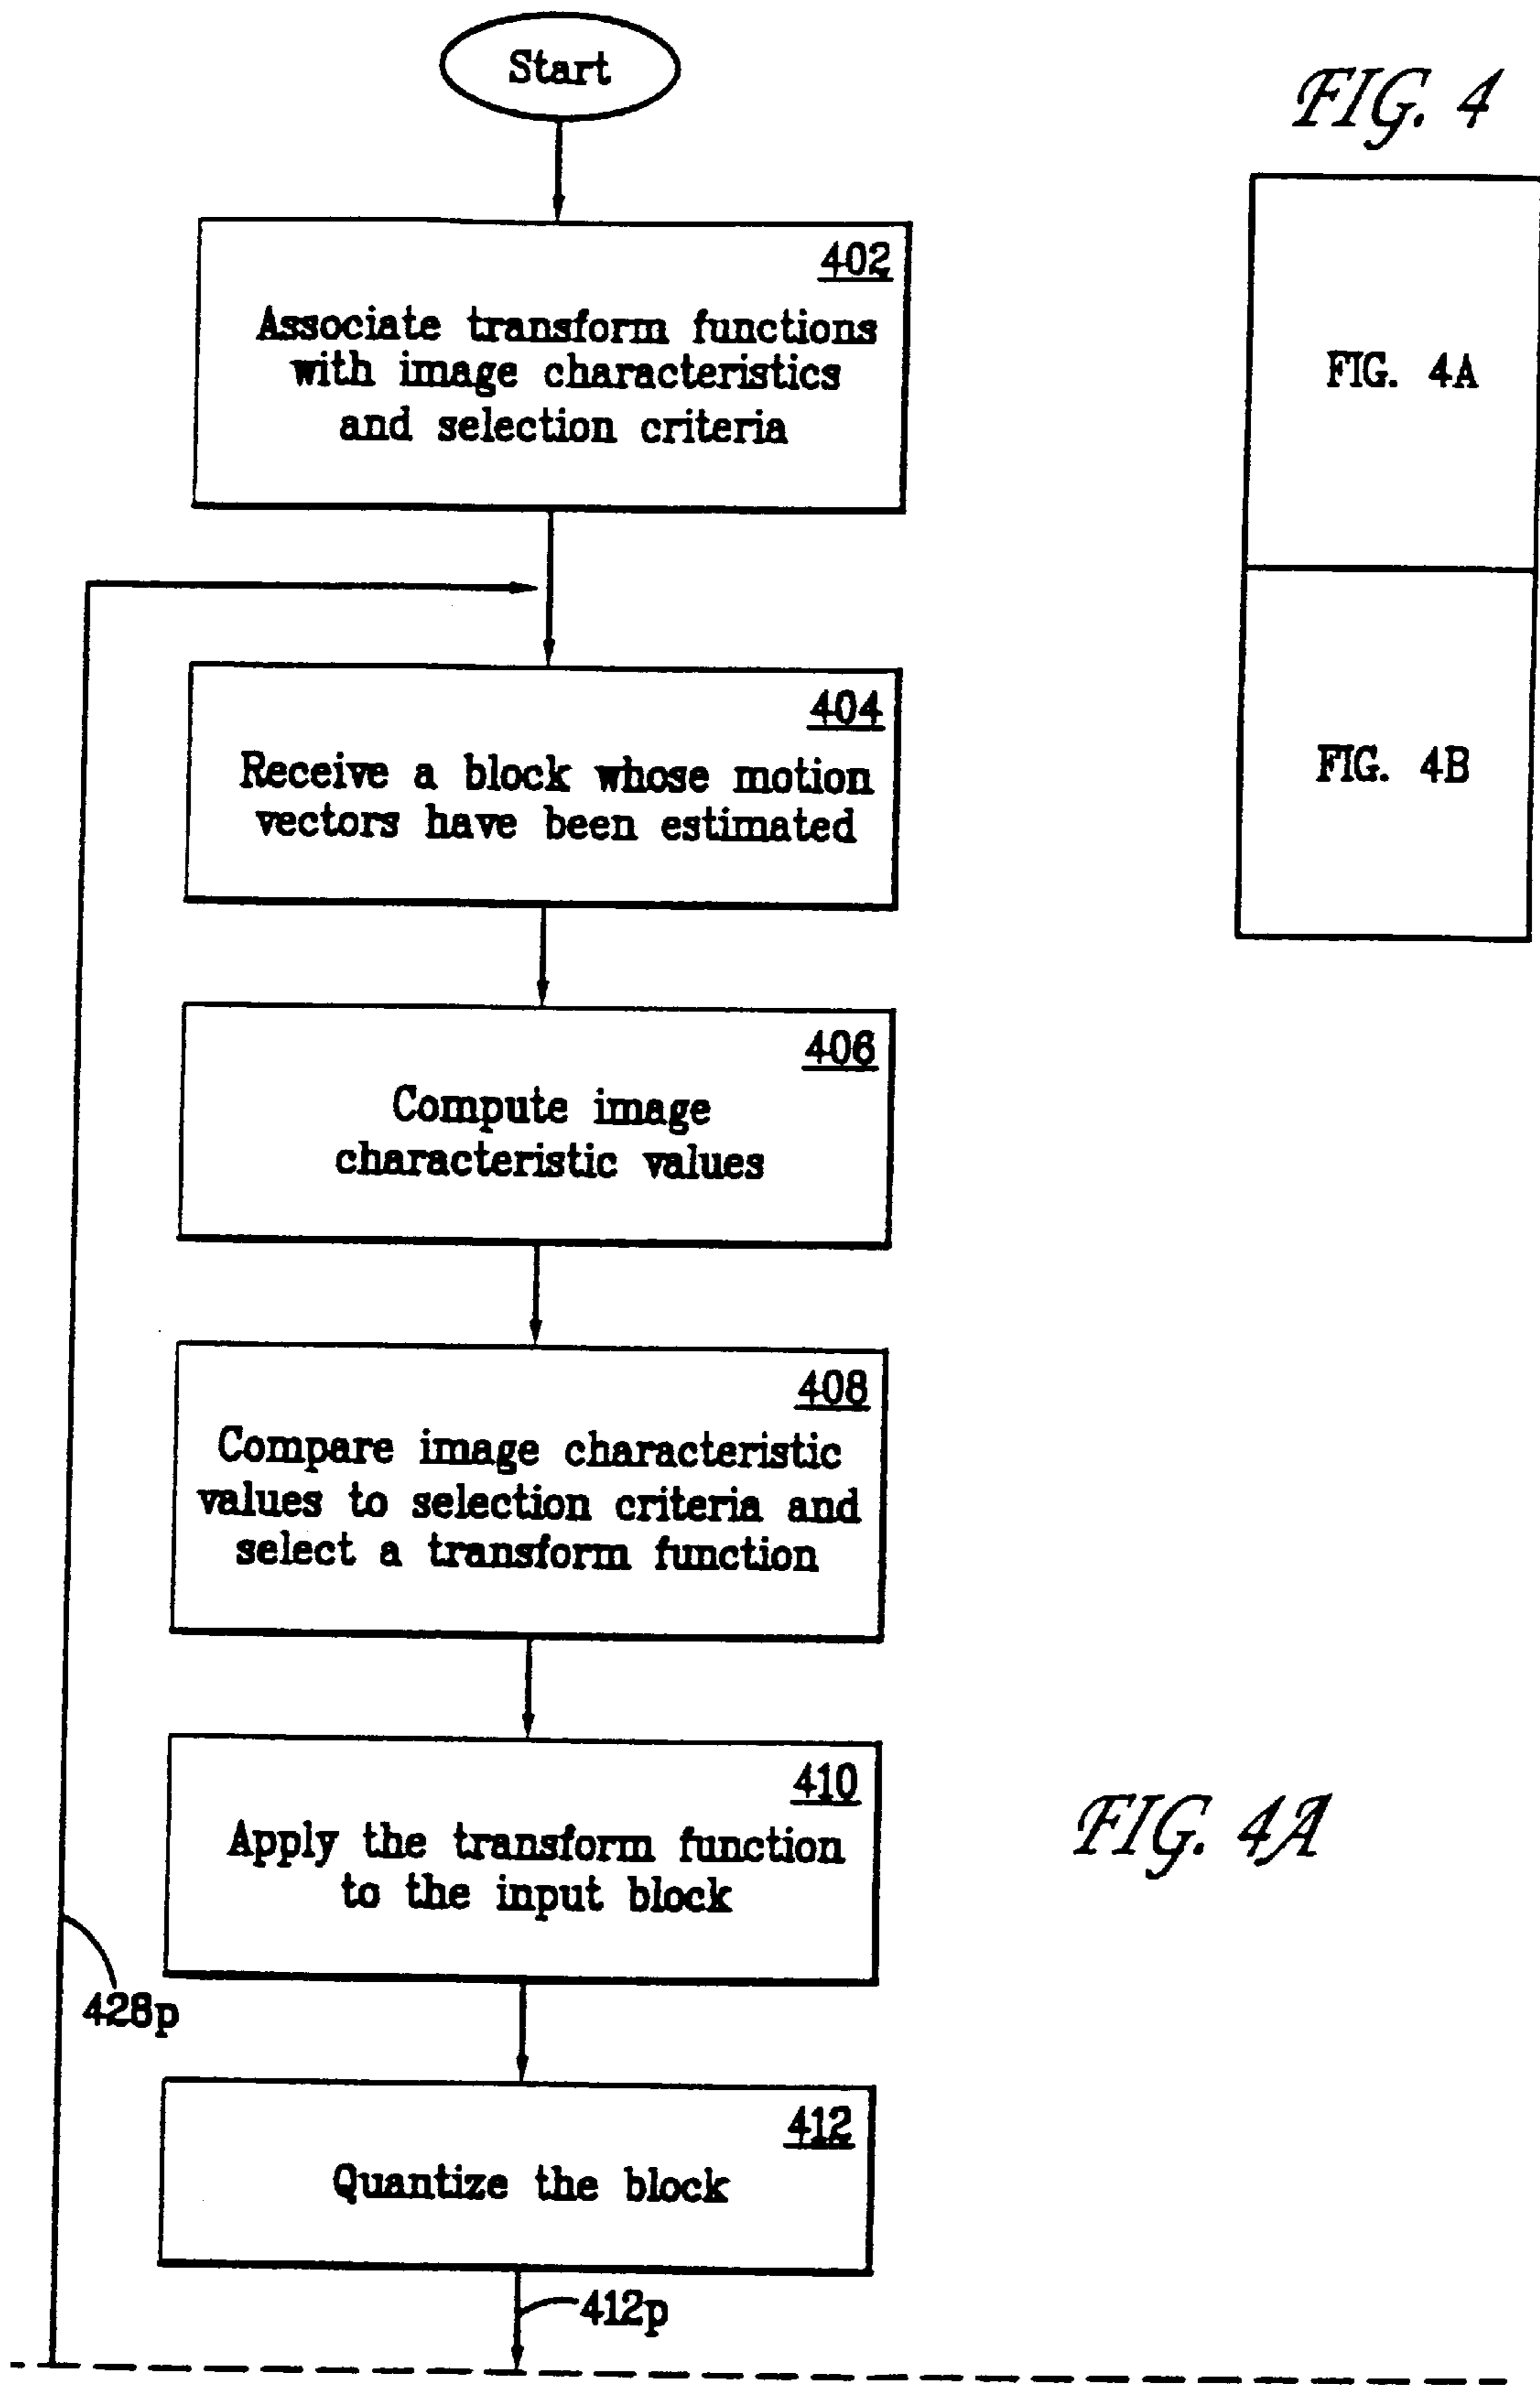 Start
FIG. 4
402
Associate transform functions
with image characteristics
and selection criteria
FIG. 4A
404
Receive a block whose motion
vectors have been estimated
FIG. 4B
406
Compute image
characteristic values
408
Compare image characteristic
values to selection criteria and
select a transform function
410
Apply the transform function
to the input block
FIG. 4A
428p
412
Quantize the block
412p